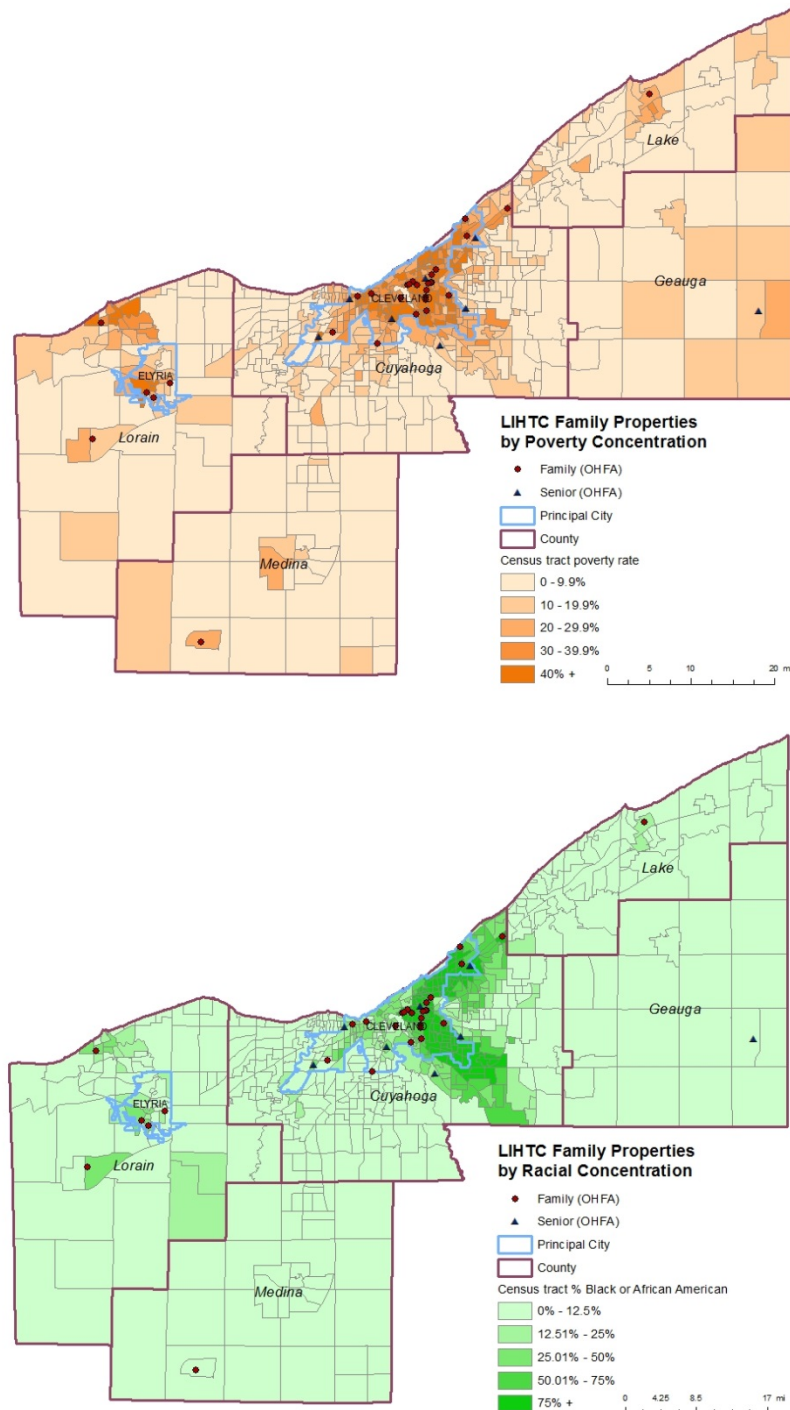 Lake
Geauga
CLEVELAND
Cuyahoga
ELYRIA
Lorain
Medina
LIHTC Family Properties
by Poverty Concentration
Family (OHFA)
Senior (OHFA)
Principal City
County
Census tract poverty rate
0 - 9.9%
10 - 19.9%
20 - 29.9%
30 - 39.9%
40% +
0 5 10 20 m
Lake
Geauga
CLEVELAND
Cuyahoga
ELYRIA
Lorain
Medina
LIHTC Family Properties
by Racial Concentration
Family (OHFA)
Senior (OHFA)
Principal City
County
Census tract % Black or African American
0% - 12.5%
12.51% - 25%
25.01% - 50%
50.01% - 75%
75% +
0 4.25 8.5 17 mi